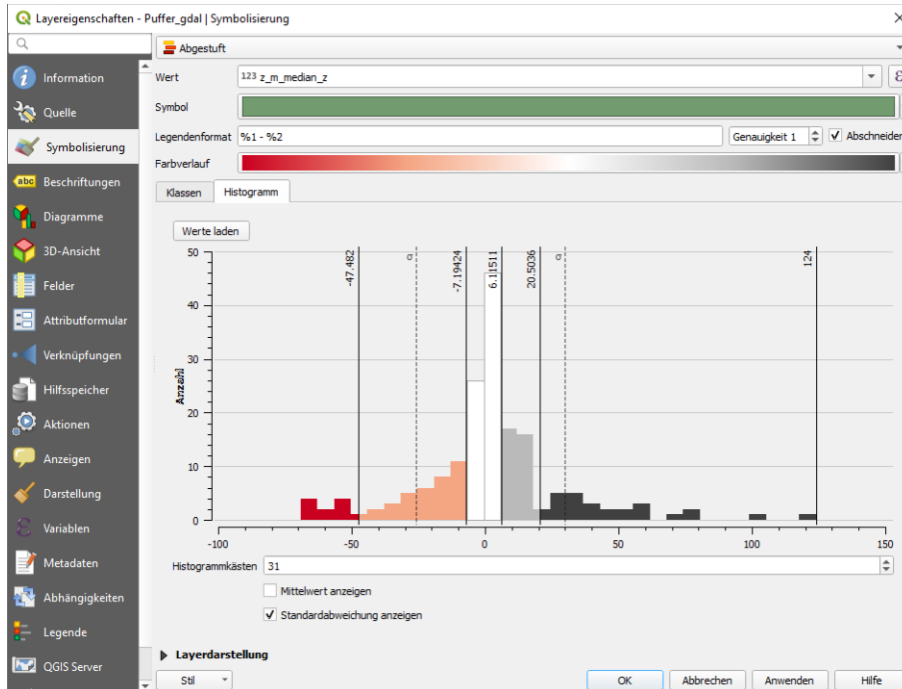 Layereigenschaften - Puffer_gdal | Symbolisierung
Abgestuft
Information
Quelle
Symbolisierung
abc Beschriftungen
Diagramme
3D-Ansicht
Felder
Attributformular
Verknüpfungen
Hilfsspeicher
Aktionen
Anzeigen
Darstellung
Variablen
Metadaten
Abhängigkeiten
Legende
QGIS Server
Wert 123 z_m_median_z ε
Symbol
Legendenformat %1 - %2 Genauigkeit 1 Abschneiden
Farbverlauf
Klassen Histogramm
Werte laden
-47.482 σ -7.19424 6.11511 20.5036 σ 124
50
40
30
20
10
0
Anzahl
-100 -50 0 50 100 150
Histogrammkästen 31
Mittelwert anzeigen
Standardabweichung anzeigen
Layerdarstellung
Stil OK Abbrechen Anwenden Hilfe